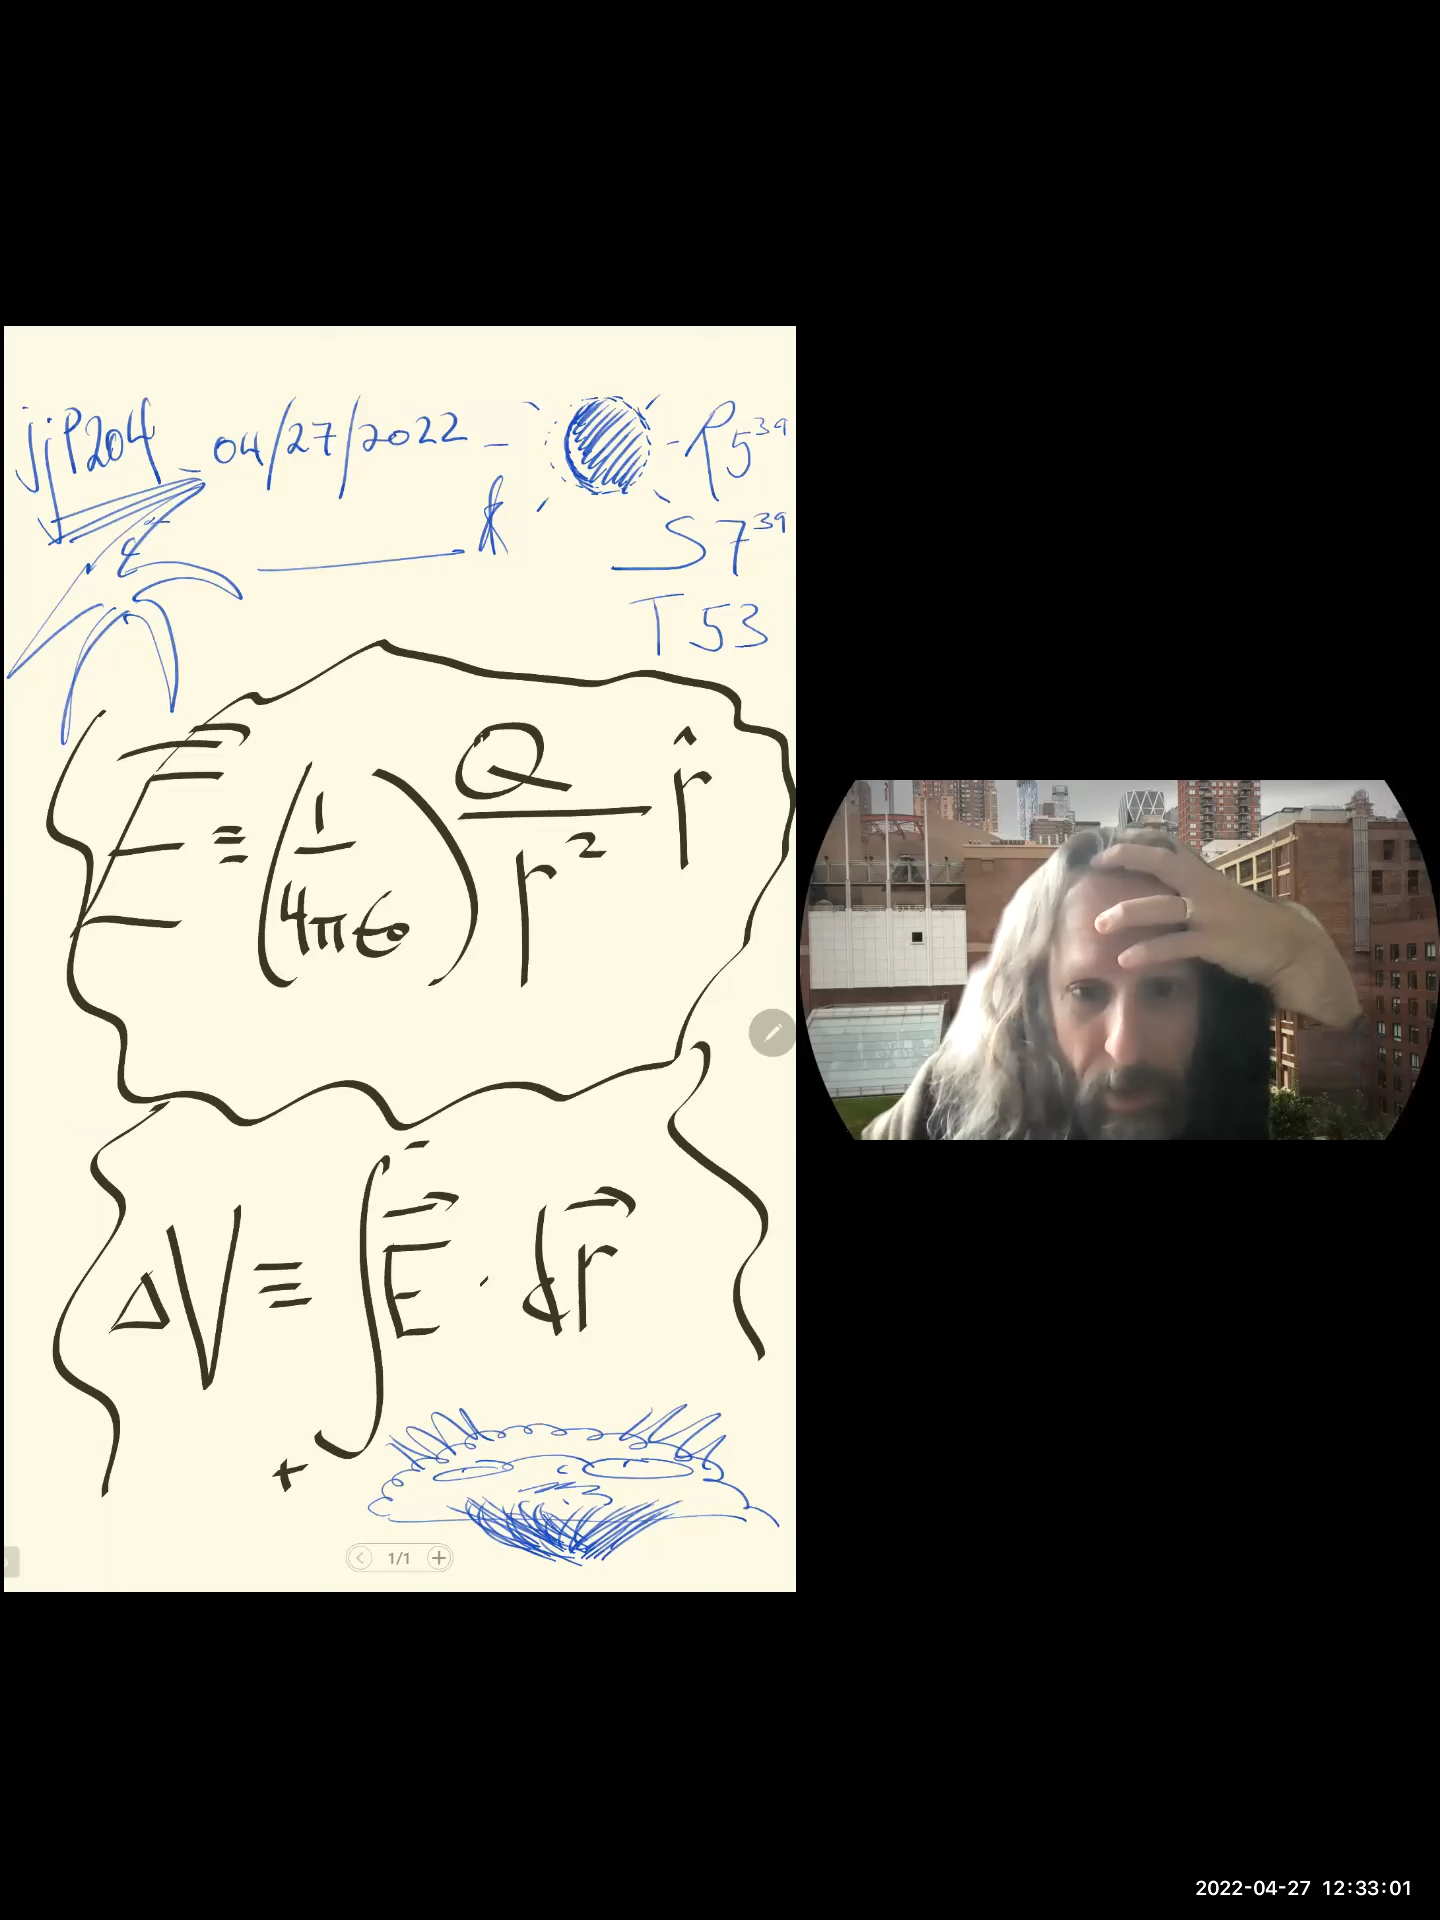 jjP204 - 04/27/2022 - R5³⁹
S7³⁹
T 53
E⃗ = (1/4πϵ₀) Q/r² r̂
ΔV ≡ ∫₊⁻ E⃗ · dr⃗
1/1
2022-04-27 12:33:01